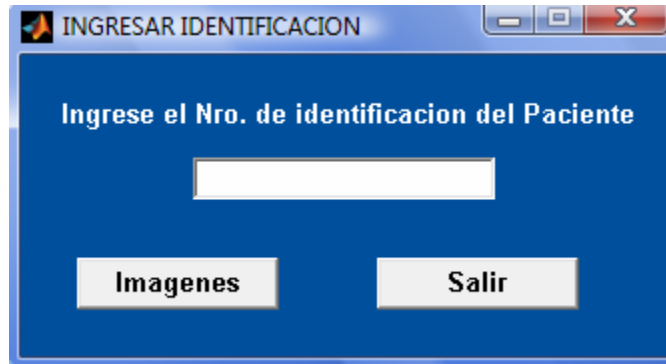 INGRESAR IDENTIFICACION
Ingrese el Nro. de identificacion del Paciente
Imagenes
Salir